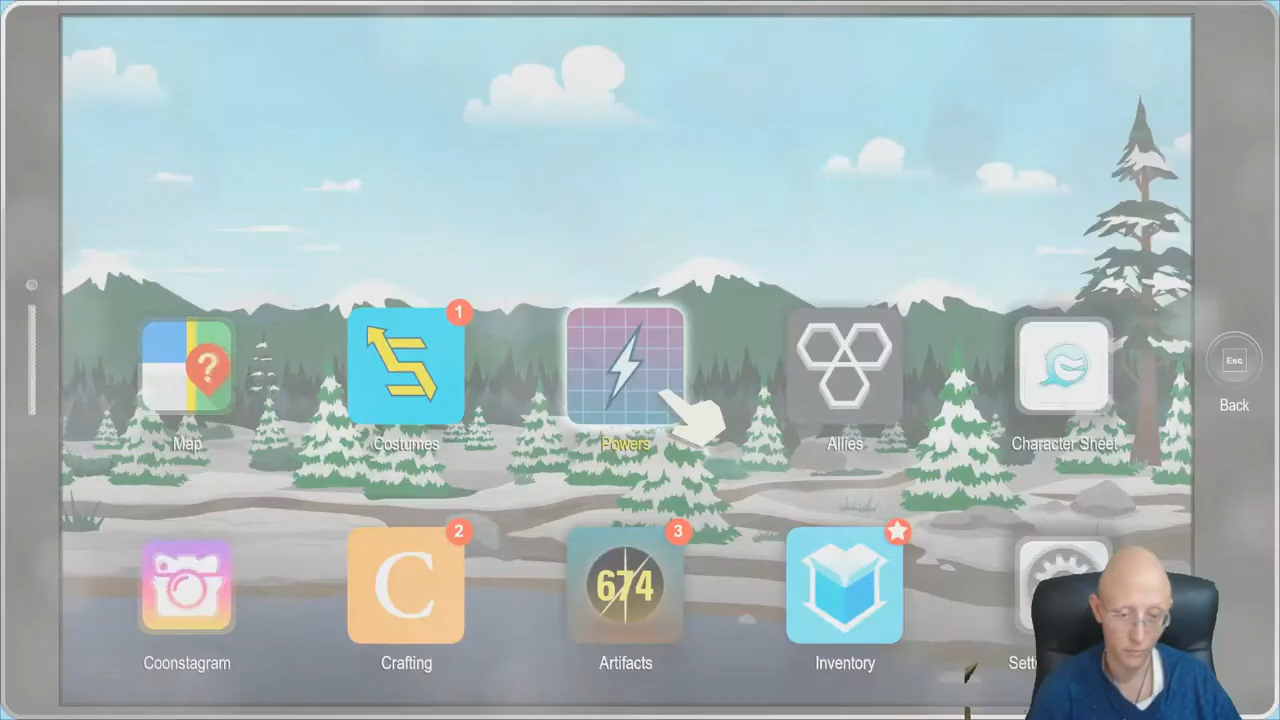 1
?
Map
Costumes
Powers
Allies
Character Sheet
Esc
Back
2
3
C
674
Coonstagram
Crafting
Artifacts
Inventory